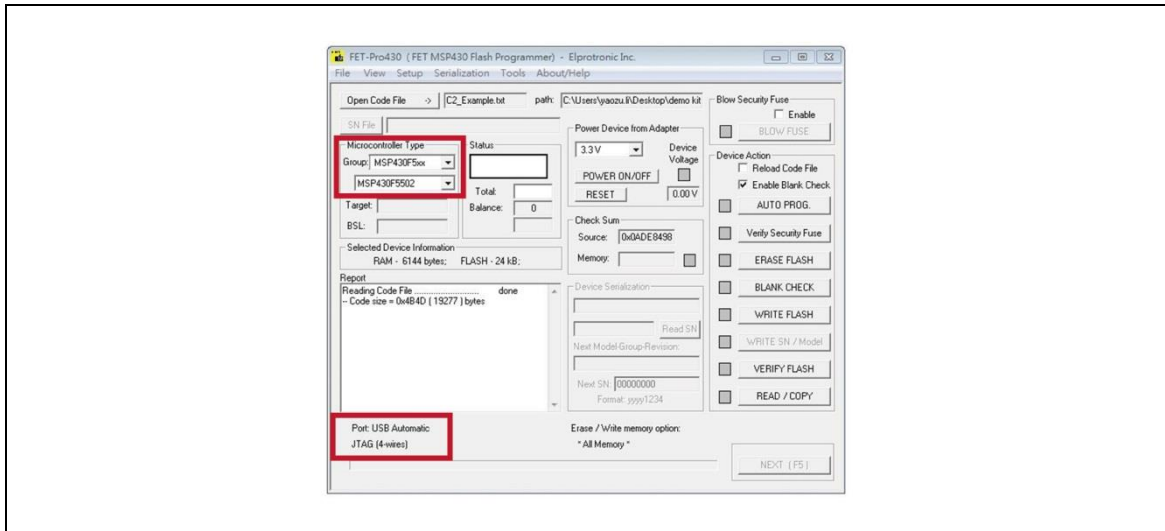 FET-Pro430 ( FET MSP430 Flash Programmer) - Elprotronic Inc.
File View Setup Serialization Tools About/Help
Open Code File -> C2_Example.txt path: C:\Users\yaozu.li\Desktop\demo kit
SN File
Microcontroller Type
Group: MSP430F5xx
MSP430F5502
Target:
BSL:
Status
Total:
Balance: 0
Selected Device Information
RAM - 6144 bytes; FLASH - 24 kB;
Report
Reading Code File ............................ done
-- Code size = 0x4B4D ( 19277 ) bytes
Power Device from Adapter
3.3 V
Device
Voltage
POWER ON/OFF
RESET 0.00 V
Check Sum
Source: 0x0ADE8498
Memory:
Device Serialization
Read SN
Next Model-Group-Revision:
Next SN: 00000000
Format: yyyy1234
Blow Security Fuse
Enable
BLOW FUSE
Device Action
Reload Code File
Enable Blank Check
AUTO PROG.
Verify Security Fuse
ERASE FLASH
BLANK CHECK
WRITE FLASH
WRITE SN / Model
VERIFY FLASH
READ / COPY
Port: USB Automatic
JTAG (4-wires)
Erase / Write memory option:
* All Memory *
NEXT ( F5 )